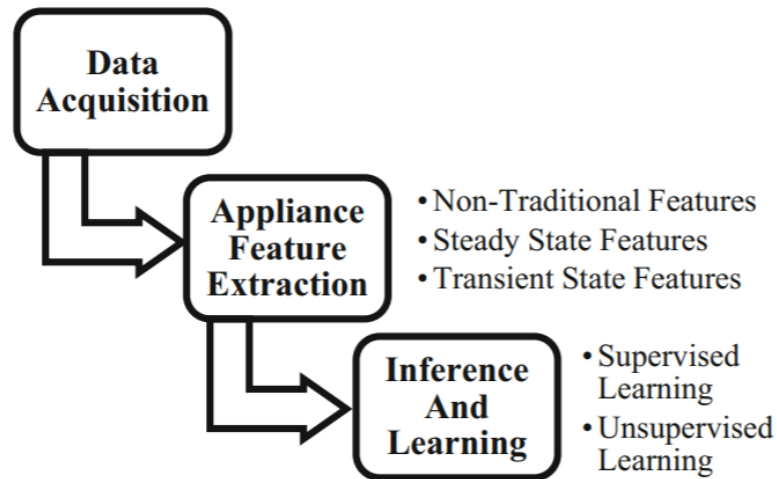 Data
Acquisition
Appliance
Feature
Extraction
• Non-Traditional Features
• Steady State Features
• Transient State Features
Inference
And
Learning
• Supervised
Learning
• Unsupervised
Learning